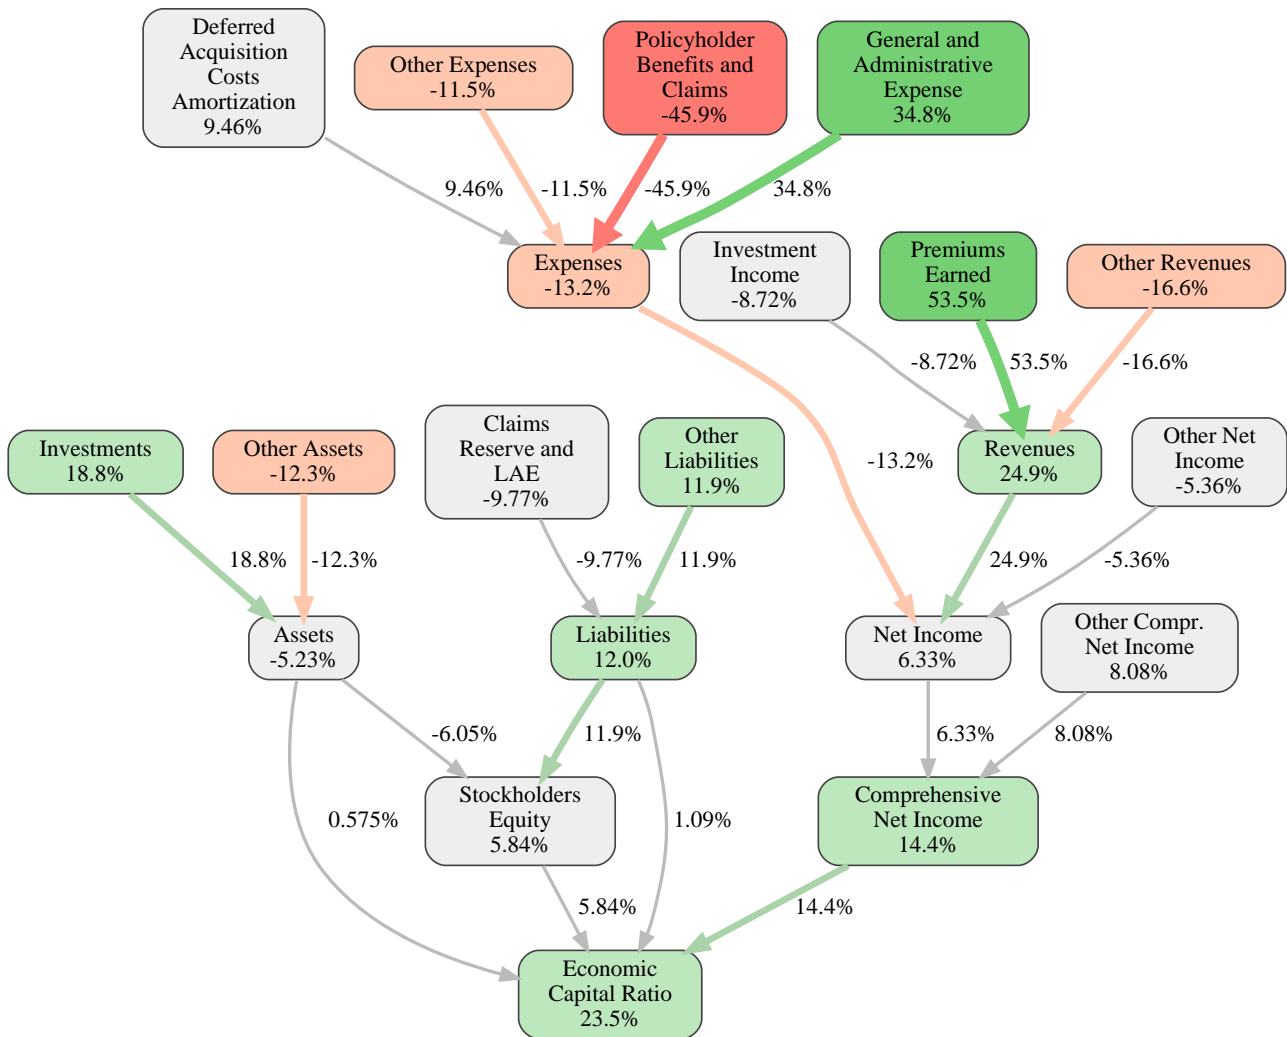 Deferred
Acquisition
Costs
Amortization
9.46%
Other Expenses
-11.5%
Policyholder
Benefits and
Claims
-45.9%
General and
Administrative
Expense
34.8%
9.46%
-11.5%
-45.9%
34.8%
Expenses
-13.2%
Investment
Income
-8.72%
Premiums
Earned
53.5%
Other Revenues
-16.6%
-8.72%
53.5%
-16.6%
Investments
18.8%
Other Assets
-12.3%
Claims
Reserve and
LAE
-9.77%
Other
Liabilities
11.9%
-13.2%
Revenues
24.9%
Other Net
Income
-5.36%
18.8%
-12.3%
-9.77%
11.9%
24.9%
-5.36%
Assets
-5.23%
Liabilities
12.0%
Net Income
6.33%
Other Compr.
Net Income
8.08%
-6.05%
11.9%
6.33%
8.08%
0.575%
Stockholders
Equity
5.84%
1.09%
Comprehensive
Net Income
14.4%
5.84%
14.4%
Economic
Capital Ratio
23.5%